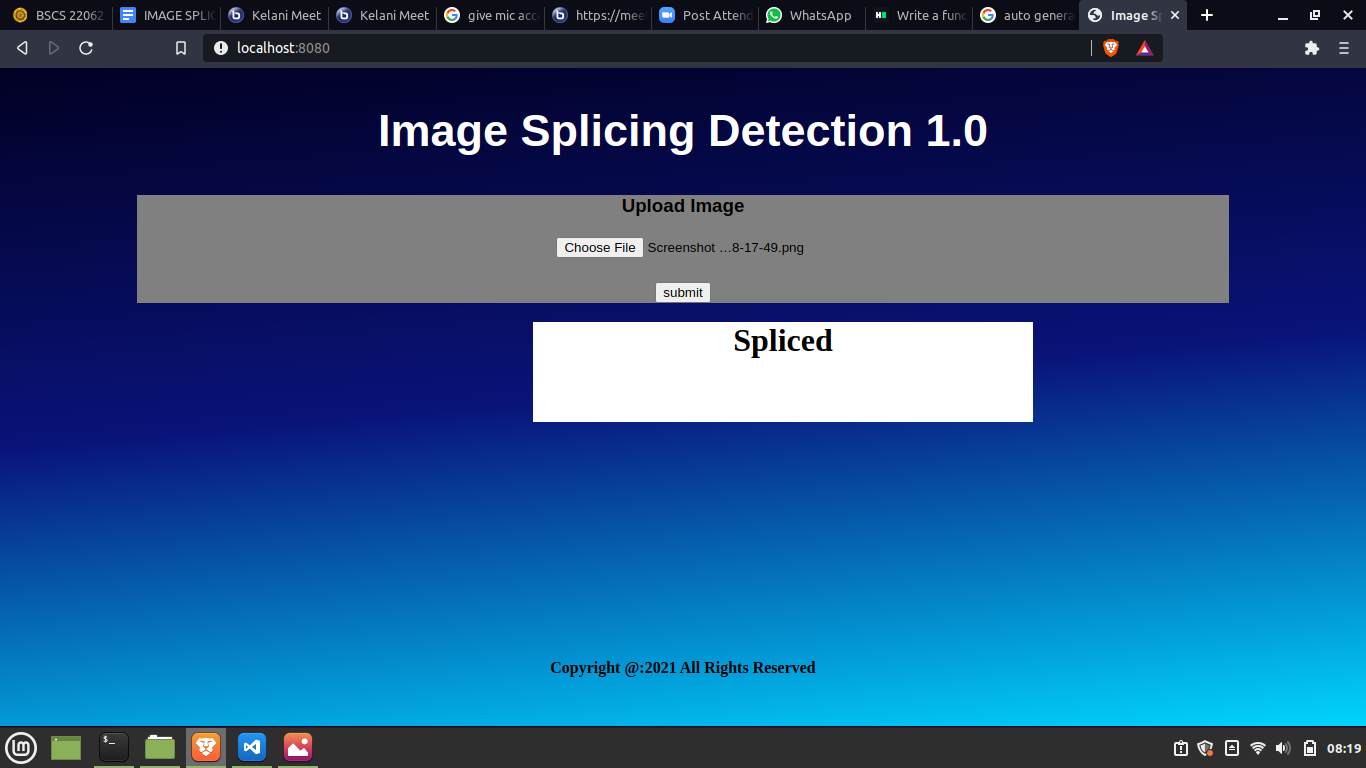 BSCS 22062
IMAGE SPLIC
Kelani Meet
Kelani Meet
give mic acc
https://mee
Post Attend
WhatsApp
Write a func
auto genera
Image Sp
localhost:8080
Image Splicing Detection 1.0
Upload Image
Choose File Screenshot …8-17-49.png
submit
Spliced
Copyright @:2021 All Rights Reserved
08:19